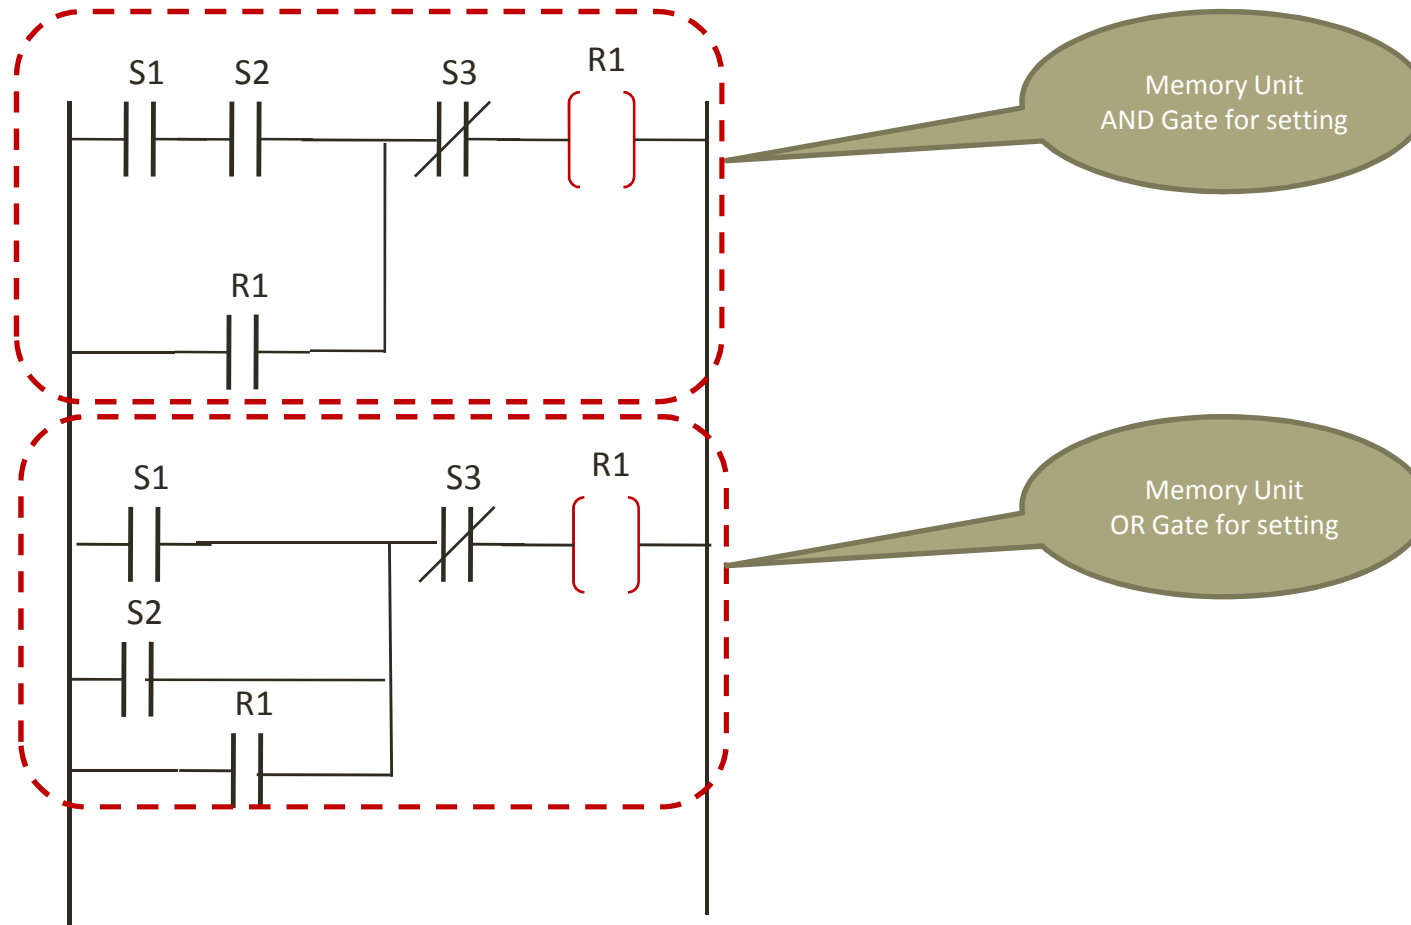 S1 S2 S3 R1
Memory Unit
AND Gate for setting
R1
S1 S3 R1
Memory Unit
OR Gate for setting
S2
R1